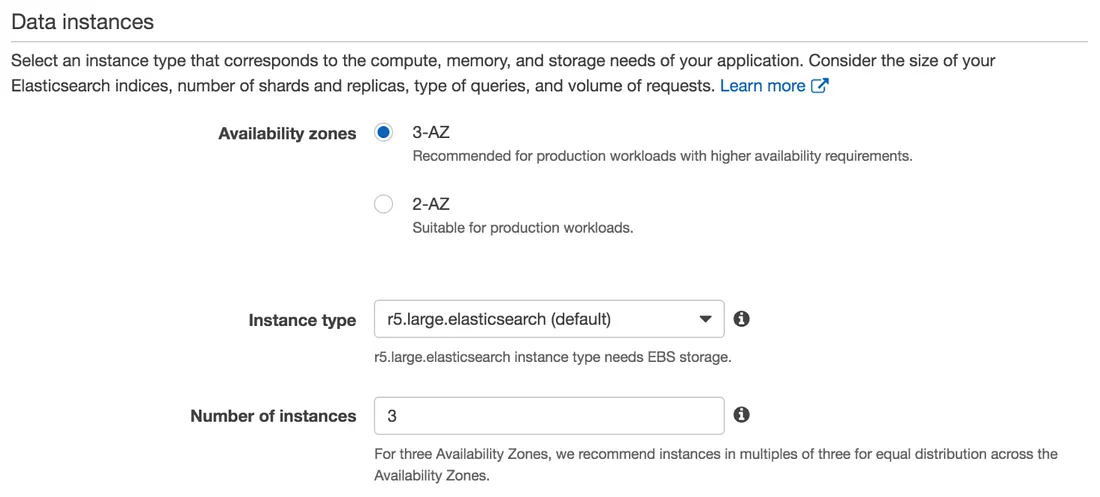 Data instances
Select an instance type that corresponds to the compute, memory, and storage needs of your application. Consider the size of your
Elasticsearch indices, number of shards and replicas, type of queries, and volume of requests. Learn more
Availability zones
3-AZ
Recommended for production workloads with higher availability requirements.
2-AZ
Suitable for production workloads.
Instance type
r5.large.elasticsearch (default)
r5.large.elasticsearch instance type needs EBS storage.
Number of instances
3
For three Availability Zones, we recommend instances in multiples of three for equal distribution across the
Availability Zones.